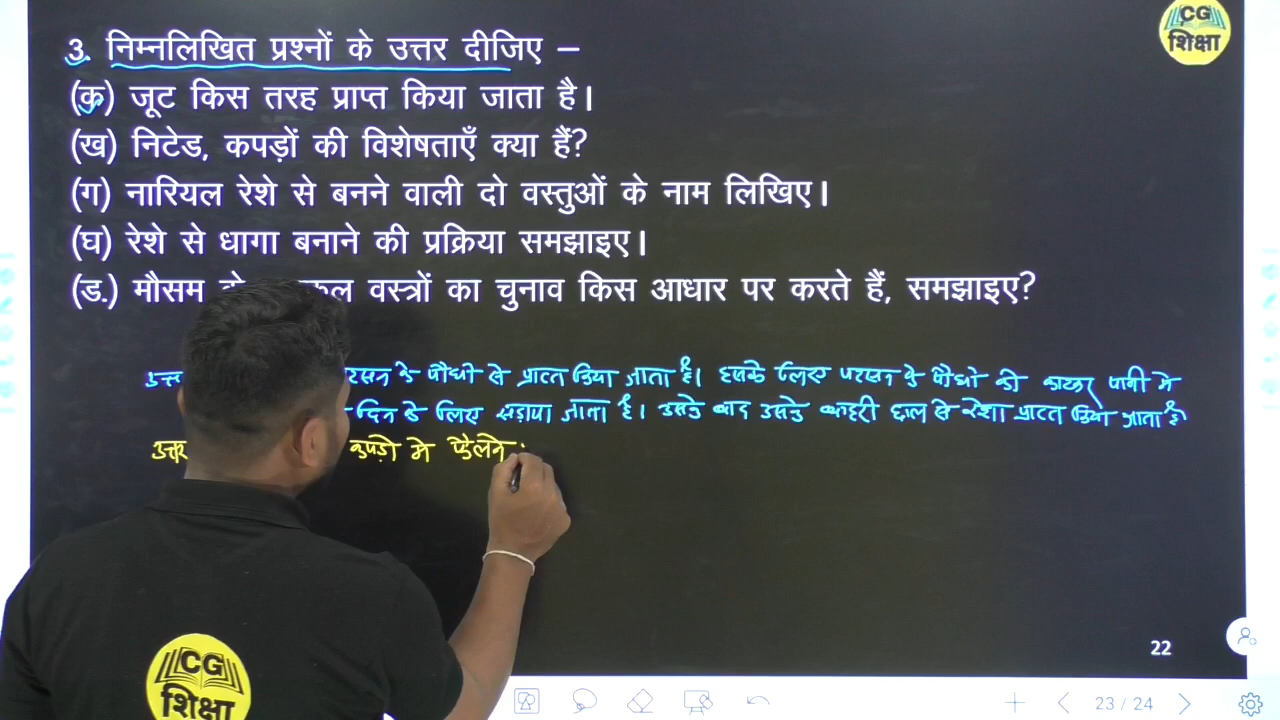 CG
शिक्षा
3. निम्नलिखित प्रश्नों के उत्तर दीजिए –
(क) जूट किस तरह प्राप्त किया जाता है।
(ख) निटेड, कपड़ों की विशेषताएँ क्या हैं?
(ग) नारियल रेशे से बनने वाली दो वस्तुओं के नाम लिखिए।
(घ) रेशे से धागा बनाने की प्रक्रिया समझाइए।
(ड.) मौसम वस्त्रों का चुनाव किस आधार पर करते हैं, समझाइए?
के पौधों से प्राप्त किया जाता है। इसके लिए पटसन के पौधों को काटकर पानी में
दिन के लिए सड़ाया जाता है। उसके बाद उसके बाहरी छाल से रेशा प्राप्त किया जाता है
कपड़ो मे फैलने
22
CG
शिक्षा
23 / 24